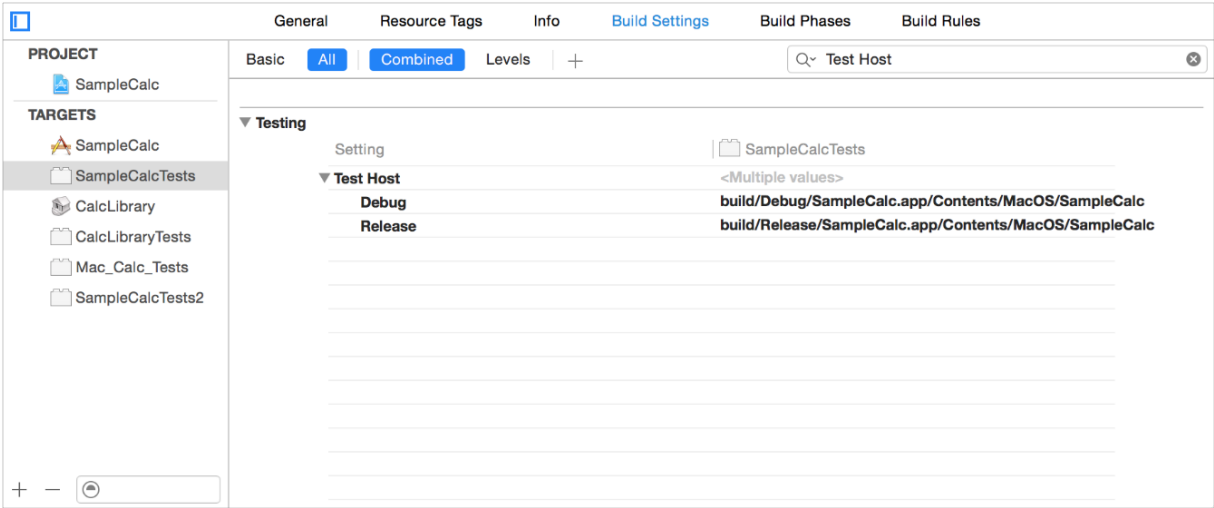 General Resource Tags Info Build Settings Build Phases Build Rules
PROJECT
SampleCalc
TARGETS
SampleCalc
SampleCalcTests
CalcLibrary
CalcLibraryTests
Mac_Calc_Tests
SampleCalcTests2
Basic All Combined Levels + Test Host
Testing
Setting SampleCalcTests
Test Host <Multiple values>
Debug build/Debug/SampleCalc.app/Contents/MacOS/SampleCalc
Release build/Release/SampleCalc.app/Contents/MacOS/SampleCalc